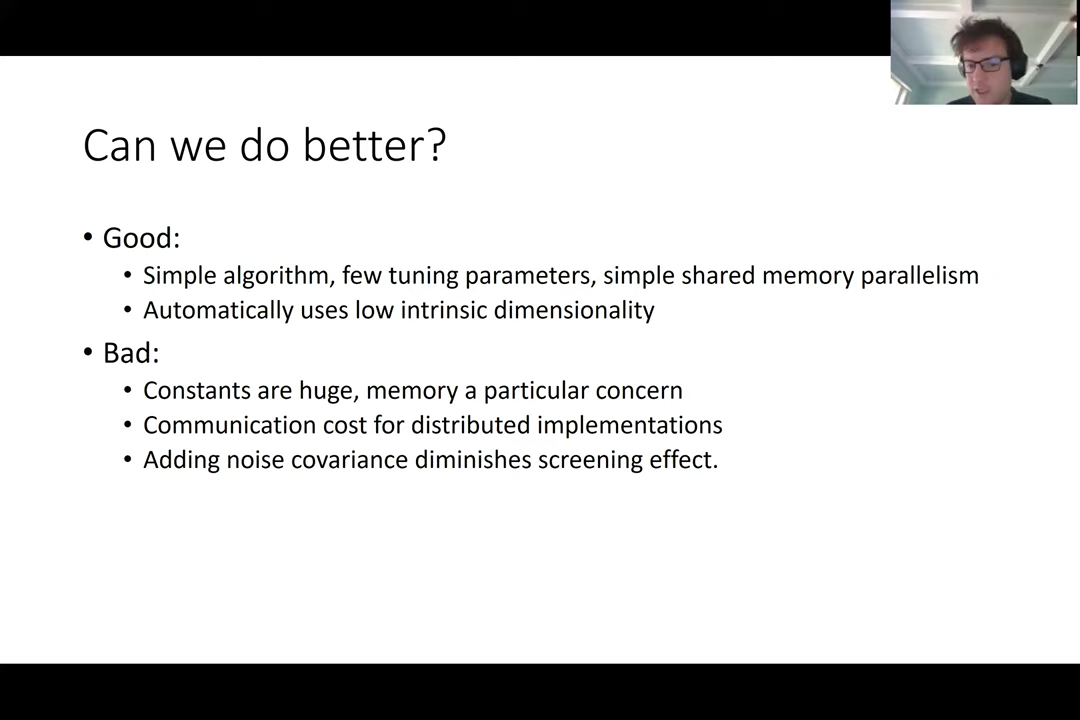 Can we do better?
• Good:
• Simple algorithm, few tuning parameters, simple shared memory parallelism
• Automatically uses low intrinsic dimensionality
• Bad:
• Constants are huge, memory a particular concern
• Communication cost for distributed implementations
• Adding noise covariance diminishes screening effect.